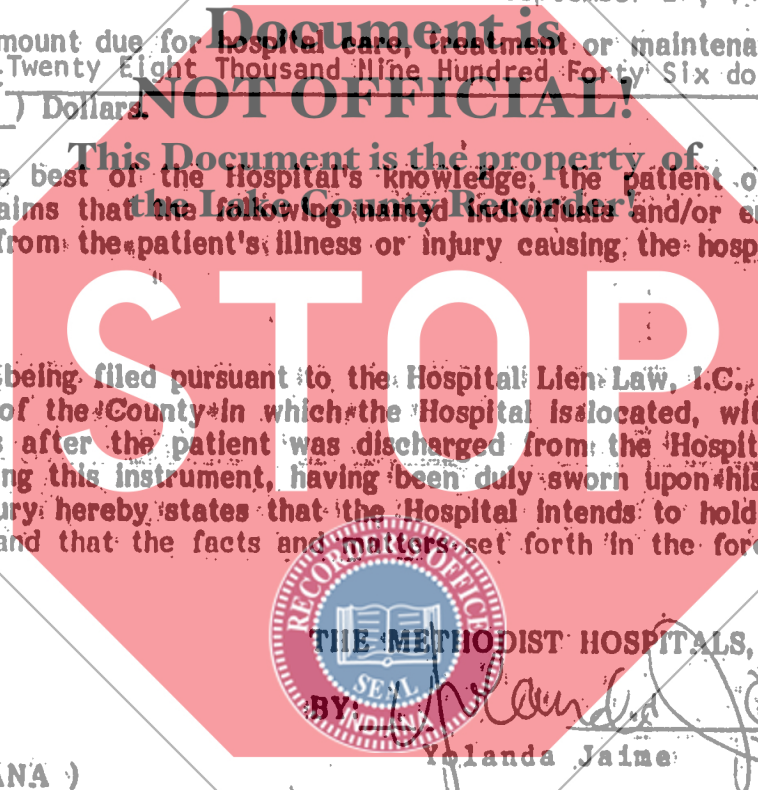 Document is
mount due for hospital care, treatment or maintena
Twenty Eight Thousand Nine Hundred Forty Six do
) Dollars.
NOT OFFICIAL!
This Document is the property of
e best of the Hospital's knowledge, the patient o
the Lake County Recorder!
aims that the following named individuals and/or e
from the patient's illness or injury causing the hosp
STOP
being filed pursuant to the Hospital Lien Law, I.C.
of the County in which the Hospital is located, wit
s after the patient was discharged from the Hospit
ng this instrument, having been duly sworn upon his
ury hereby states that the Hospital intends to hold
and that the facts and matters set forth in the fore
RECORDER'S OFFICE
SEAL
INDIANA
THE METHODIST HOSPITALS,
BY:
Yolanda Jaime
ANA )